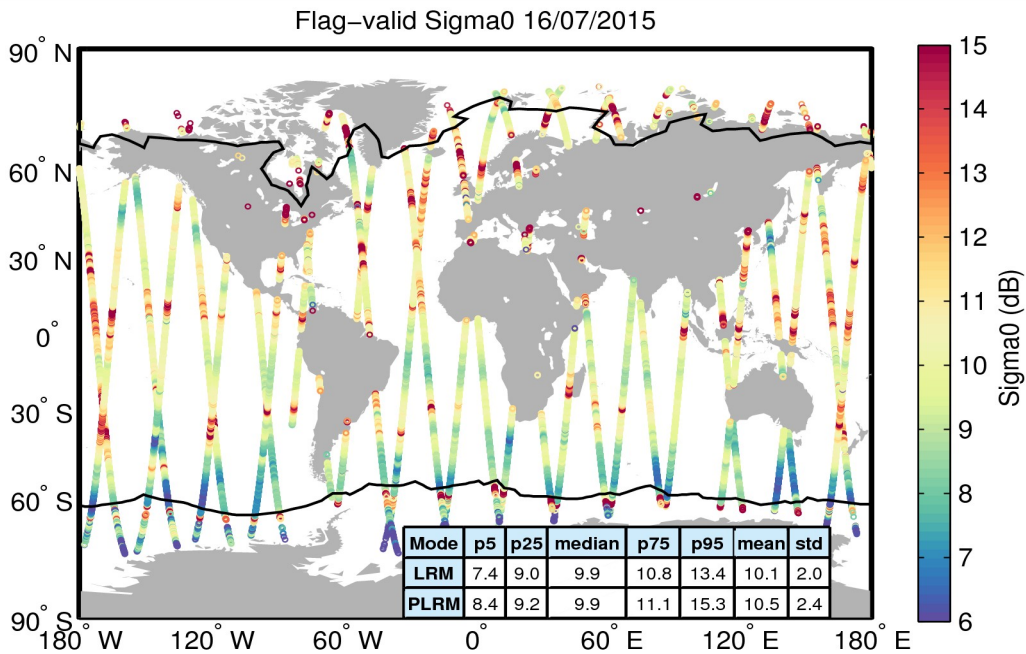 Flag−valid Sigma0 16/07/2015
90° N
60° N
30° N
0°
30° S
60° S
90° S
180° W
120° W
60° W
0°
60° E
120° E
180° E
Mode p5 p25 median p75 p95 mean std
LRM 7.4 9.0 9.9 10.8 13.4 10.1 2.0
PLRM 8.4 9.2 9.9 11.1 15.3 10.5 2.4
15
14
13
12
11
10
9
8
7
6
Sigma0 (dB)